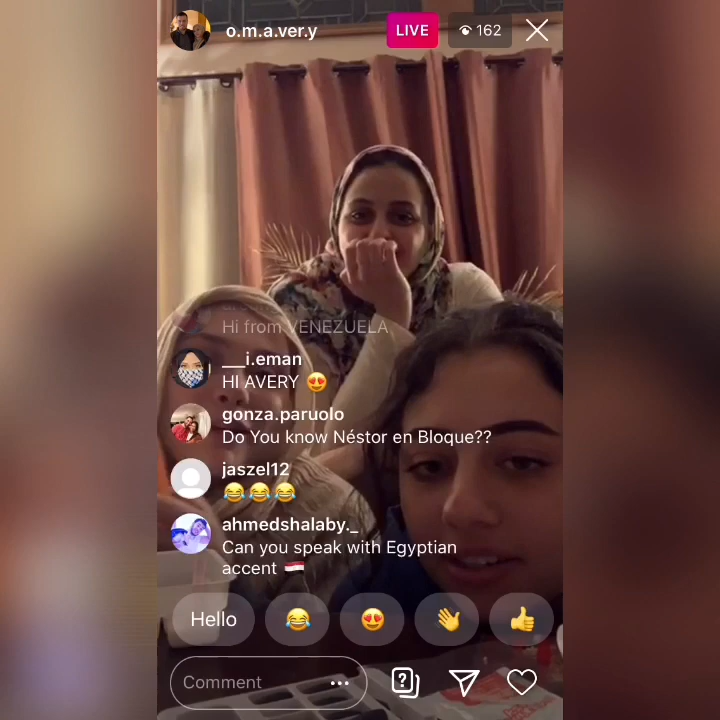 o.m.a.ver.y
LIVE
162
Hi from VENEZUELA
___i.eman
HI AVERY 😍
gonza.paruolo
Do You know Néstor en Bloque??
jaszel12
😂😂😂
ahmedshalaby._
Can you speak with Egyptian
accent 🇪🇬
Hello
Comment